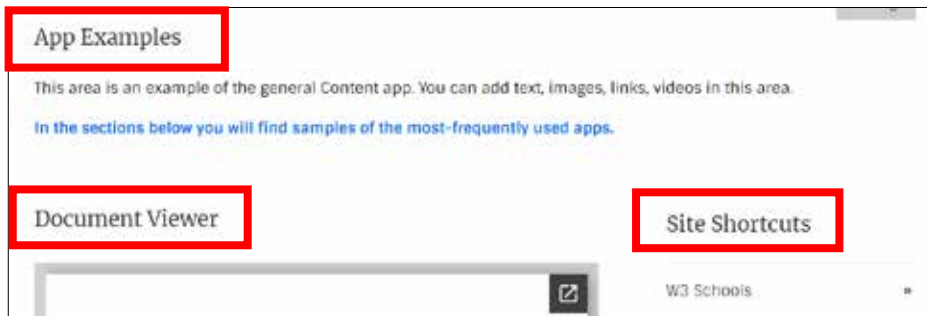 App Examples
This area is an example of the general Content app. You can add text, images, links, videos in this area.
In the sections below you will find samples of the most-frequently used apps.
Document Viewer
Site Shortcuts
W3 Schools »